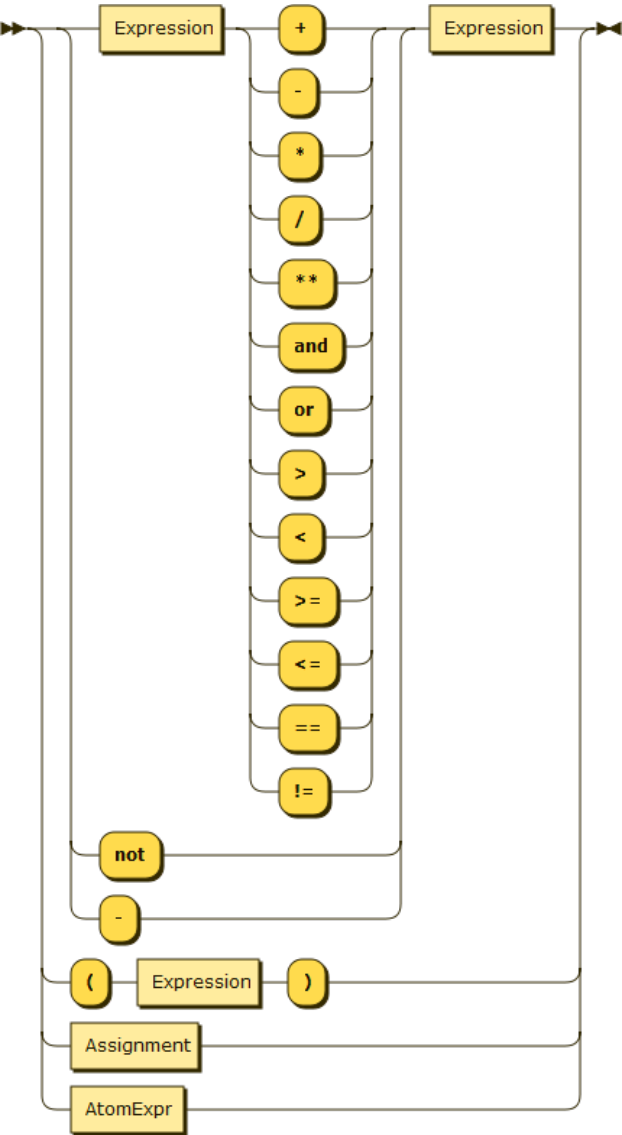 Expression + Expression
-
*
/
**
and
or
>
<
>=
<=
==
!=
not
-
( Expression )
Assignment
AtomExpr